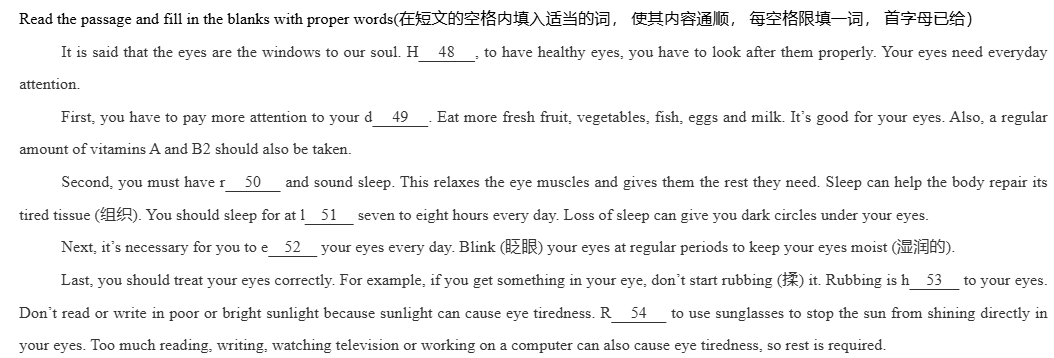 Read the passage and fill in the blanks with proper words(在短文的空格内填入适当的词， 使其内容通顺， 每空格限填一词， 首字母已给)
It is said that the eyes are the windows to our soul. H__48__, to have healthy eyes, you have to look after them properly. Your eyes need everyday
attention.
First, you have to pay more attention to your d__49__. Eat more fresh fruit, vegetables, fish, eggs and milk. It’s good for your eyes. Also, a regular
amount of vitamins A and B2 should also be taken.
Second, you must have r__50__ and sound sleep. This relaxes the eye muscles and gives them the rest they need. Sleep can help the body repair its
tired tissue (组织). You should sleep for at l__51__ seven to eight hours every day. Loss of sleep can give you dark circles under your eyes.
Next, it’s necessary for you to e__52__ your eyes every day. Blink (眨眼) your eyes at regular periods to keep your eyes moist (湿润的).
Last, you should treat your eyes correctly. For example, if you get something in your eye, don’t start rubbing (揉) it. Rubbing is h__53__ to your eyes.
Don’t read or write in poor or bright sunlight because sunlight can cause eye tiredness. R__54__ to use sunglasses to stop the sun from shining directly in
your eyes. Too much reading, writing, watching television or working on a computer can also cause eye tiredness, so rest is required.